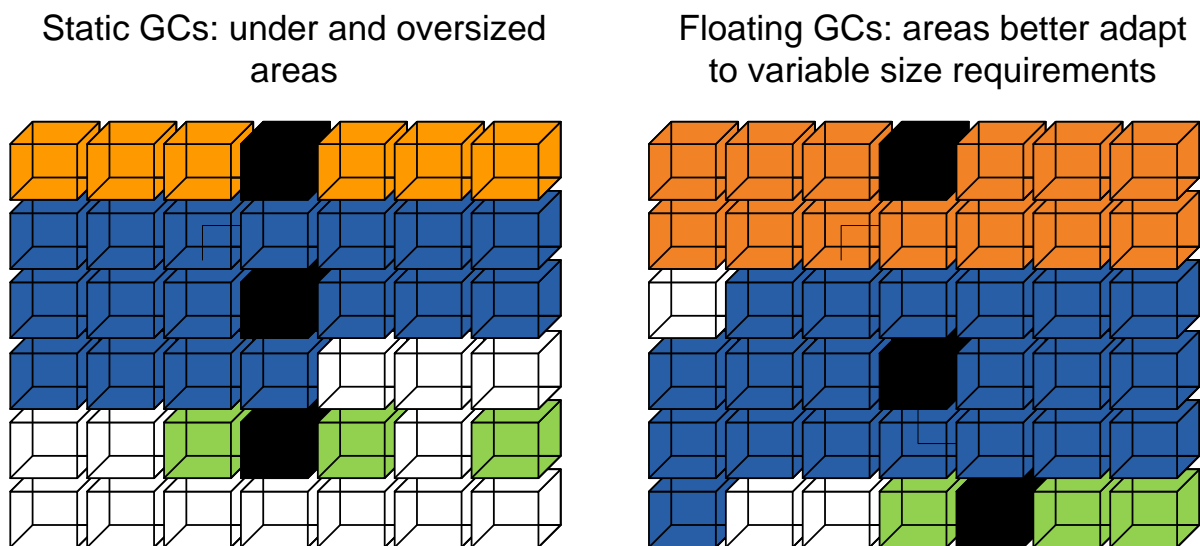 Static GCs: under and oversized
areas
Floating GCs: areas better adapt
to variable size requirements